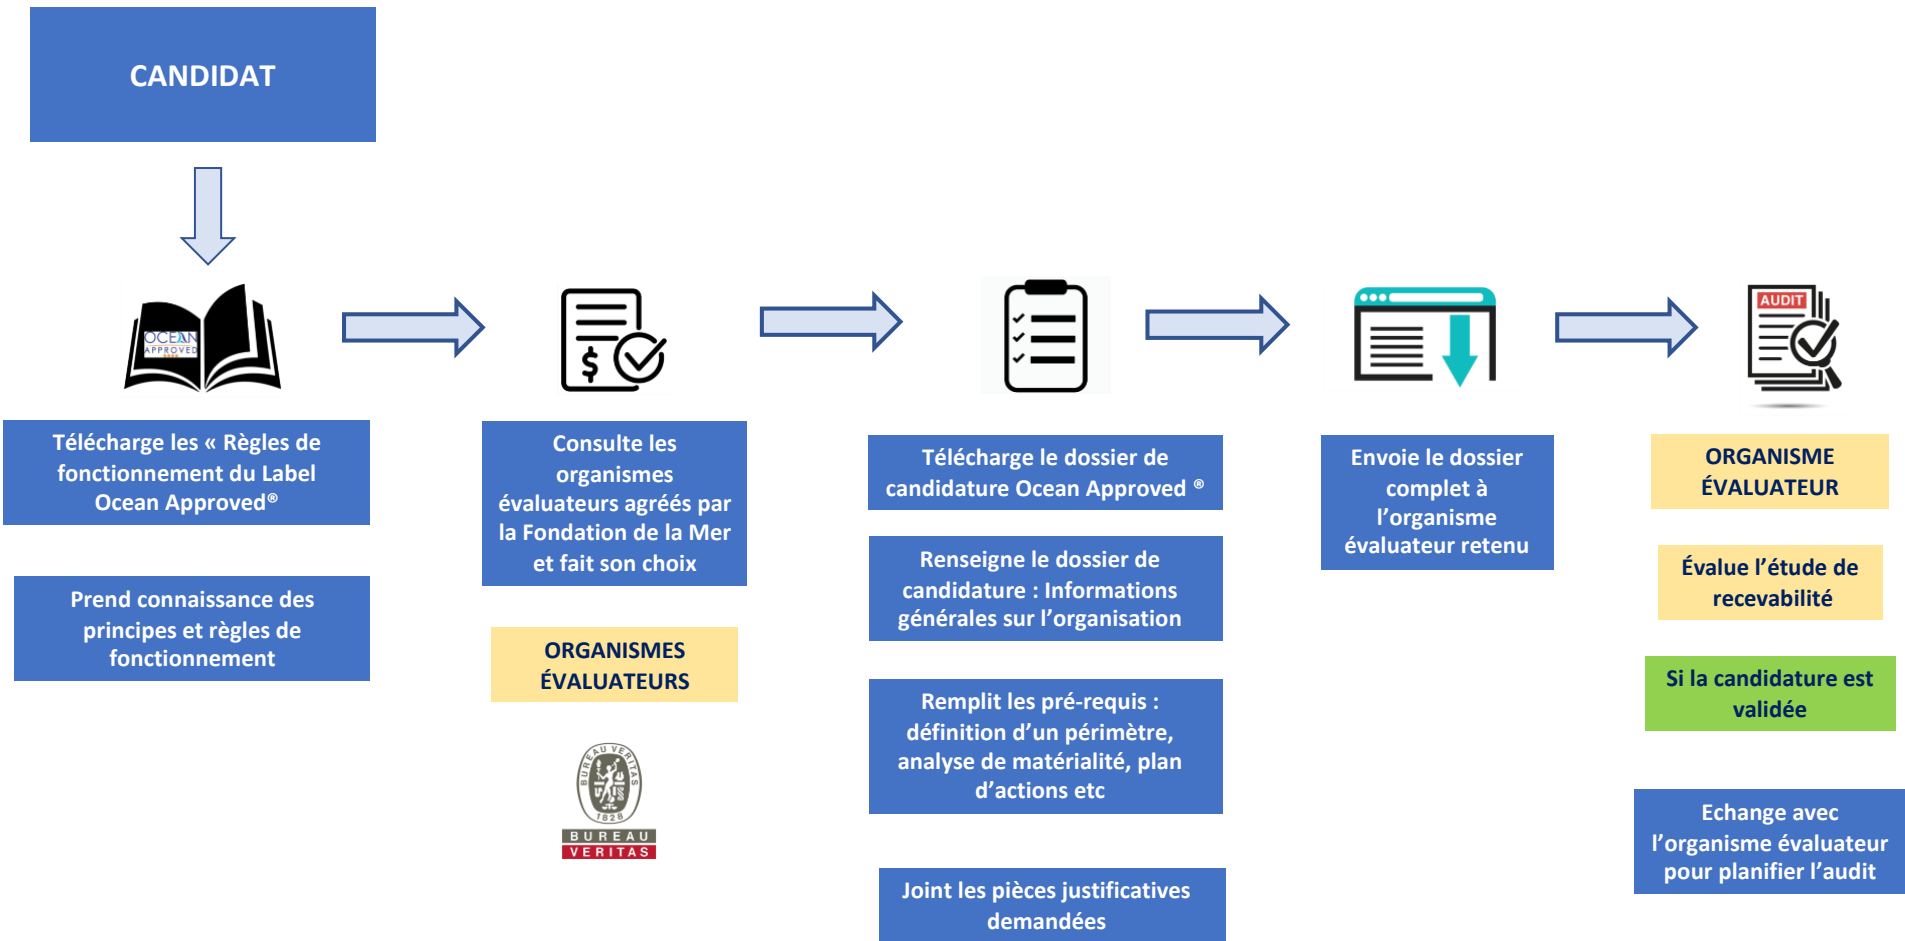 CANDIDAT
OCEAN
APPROVED
Télécharge les « Règles de
fonctionnement du Label
Ocean Approved®
Prend connaissance des
principes et règles de
fonctionnement
$
Consulte les
organismes
évaluateurs agréés par
la Fondation de la Mer
et fait son choix
ORGANISMES
ÉVALUATEURS
BUREAU VERITAS
1828
BUREAU
VERITAS
Télécharge le dossier de
candidature Ocean Approved ®
Renseigne le dossier de
candidature : Informations
générales sur l’organisation
Remplit les pré-requis :
définition d’un périmètre,
analyse de matérialité, plan
d’actions etc
Joint les pièces justificatives
demandées
Envoie le dossier
complet à
l’organisme
évaluateur retenu
AUDIT
ORGANISME
ÉVALUATEUR
Évalue l’étude de
recevabilité
Si la candidature est
validée
Echange avec
l’organisme évaluateur
pour planifier l’audit